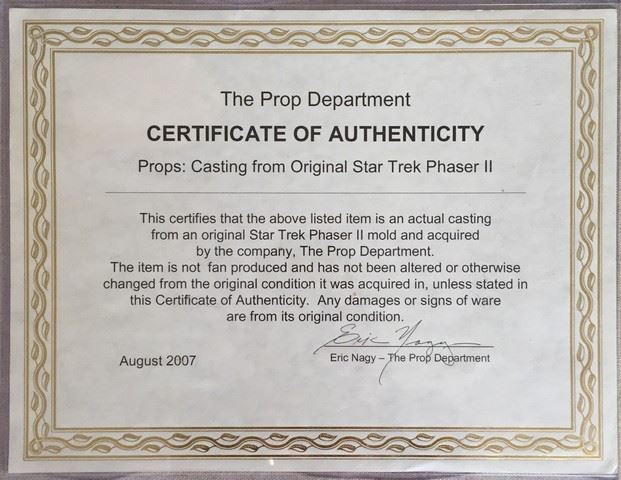 The Prop Department
CERTIFICATE OF AUTHENTICITY
Props: Casting from Original Star Trek Phaser II
This certifies that the above listed item is an actual casting
from an original Star Trek Phaser II mold and acquired
by the company, The Prop Department.
The item is not fan produced and has not been altered or otherwise
changed from the original condition it was acquired in, unless stated in
this Certificate of Authenticity. Any damages or signs of ware
are from its original condition.
Eric Nagy
August 2007
Eric Nagy – The Prop Department